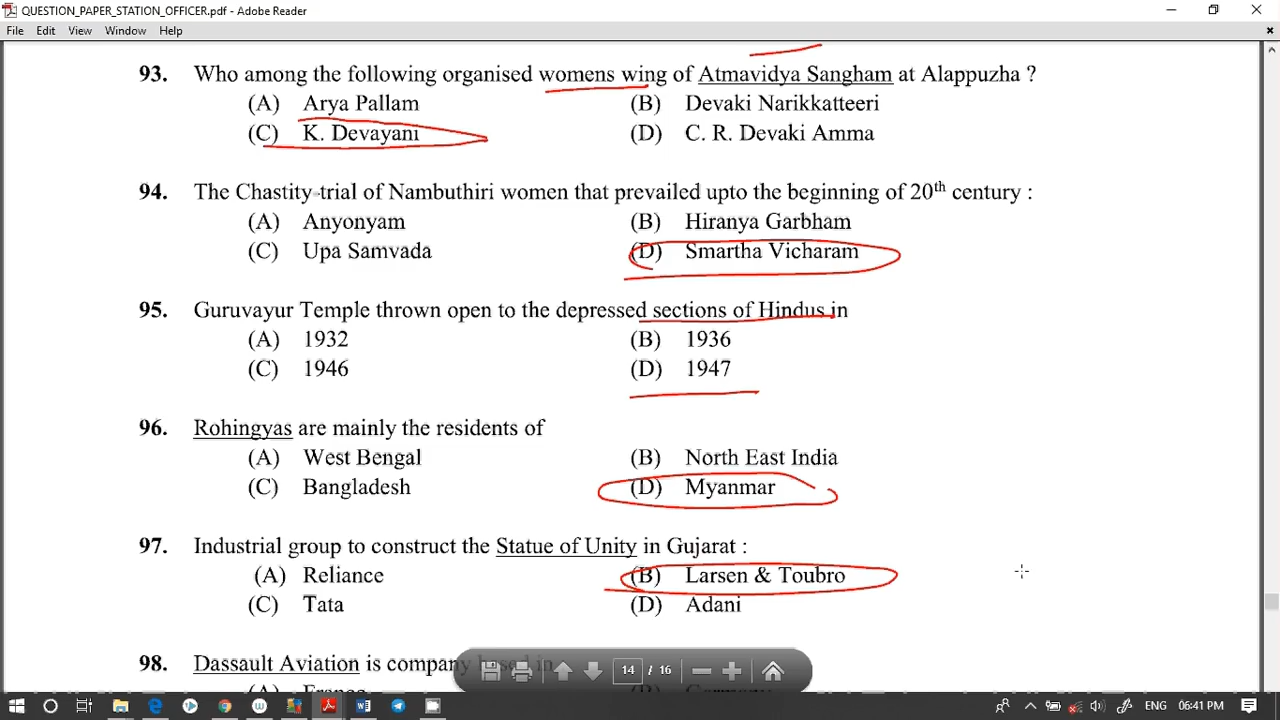 QUESTION_PAPER_STATION_OFFICER.pdf - Adobe Reader
File Edit View Window Help
93. Who among the following organised womens wing of Atmavidya Sangham at Alappuzha ?
(A) Arya Pallam (B) Devaki Narikkatteeri
(C) K. Devayani (D) C. R. Devaki Amma
94. The Chastity-trial of Nambuthiri women that prevailed upto the beginning of 20th century :
(A) Anyonyam (B) Hiranya Garbham
(C) Upa Samvada (D) Smartha Vicharam
95. Guruvayur Temple thrown open to the depressed sections of Hindus in
(A) 1932 (B) 1936
(C) 1946 (D) 1947
96. Rohingyas are mainly the residents of
(A) West Bengal (B) North East India
(C) Bangladesh (D) Myanmar
97. Industrial group to construct the Statue of Unity in Gujarat :
(A) Reliance (B) Larsen & Toubro
(C) Tata (D) Adani
98. Dassault Aviation is company based in
14 / 16
(A) France (B) Germany
ENG 06:41 PM